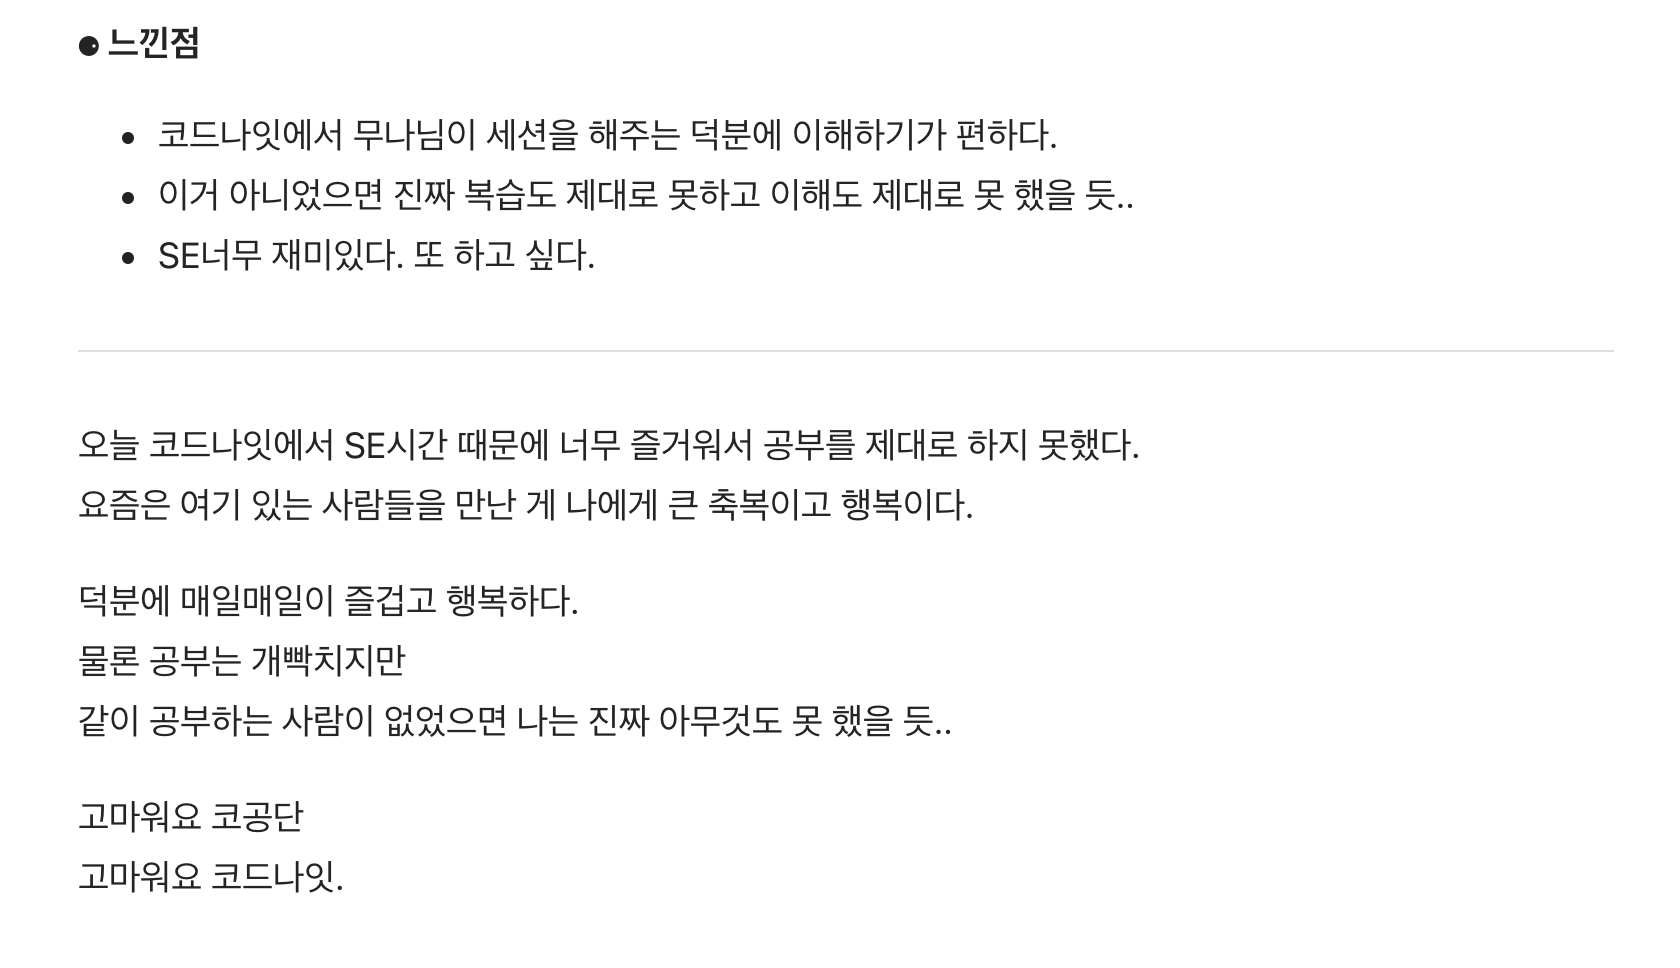 느낀점
코드나잇에서 무나님이 세션을 해주는 덕분에 이해하기가 편하다.
이거 아니었으면 진짜 복습도 제대로 못하고 이해도 제대로 못 했을 듯..
SE너무 재미있다. 또 하고 싶다.
오늘 코드나잇에서 SE시간 때문에 너무 즐거워서 공부를 제대로 하지 못했다.
요즘은 여기 있는 사람들을 만난 게 나에게 큰 축복이고 행복이다.
덕분에 매일매일이 즐겁고 행복하다.
물론 공부는 개빡치지만
같이 공부하는 사람이 없었으면 나는 진짜 아무것도 못 했을 듯..
고마워요 코공단
고마워요 코드나잇.